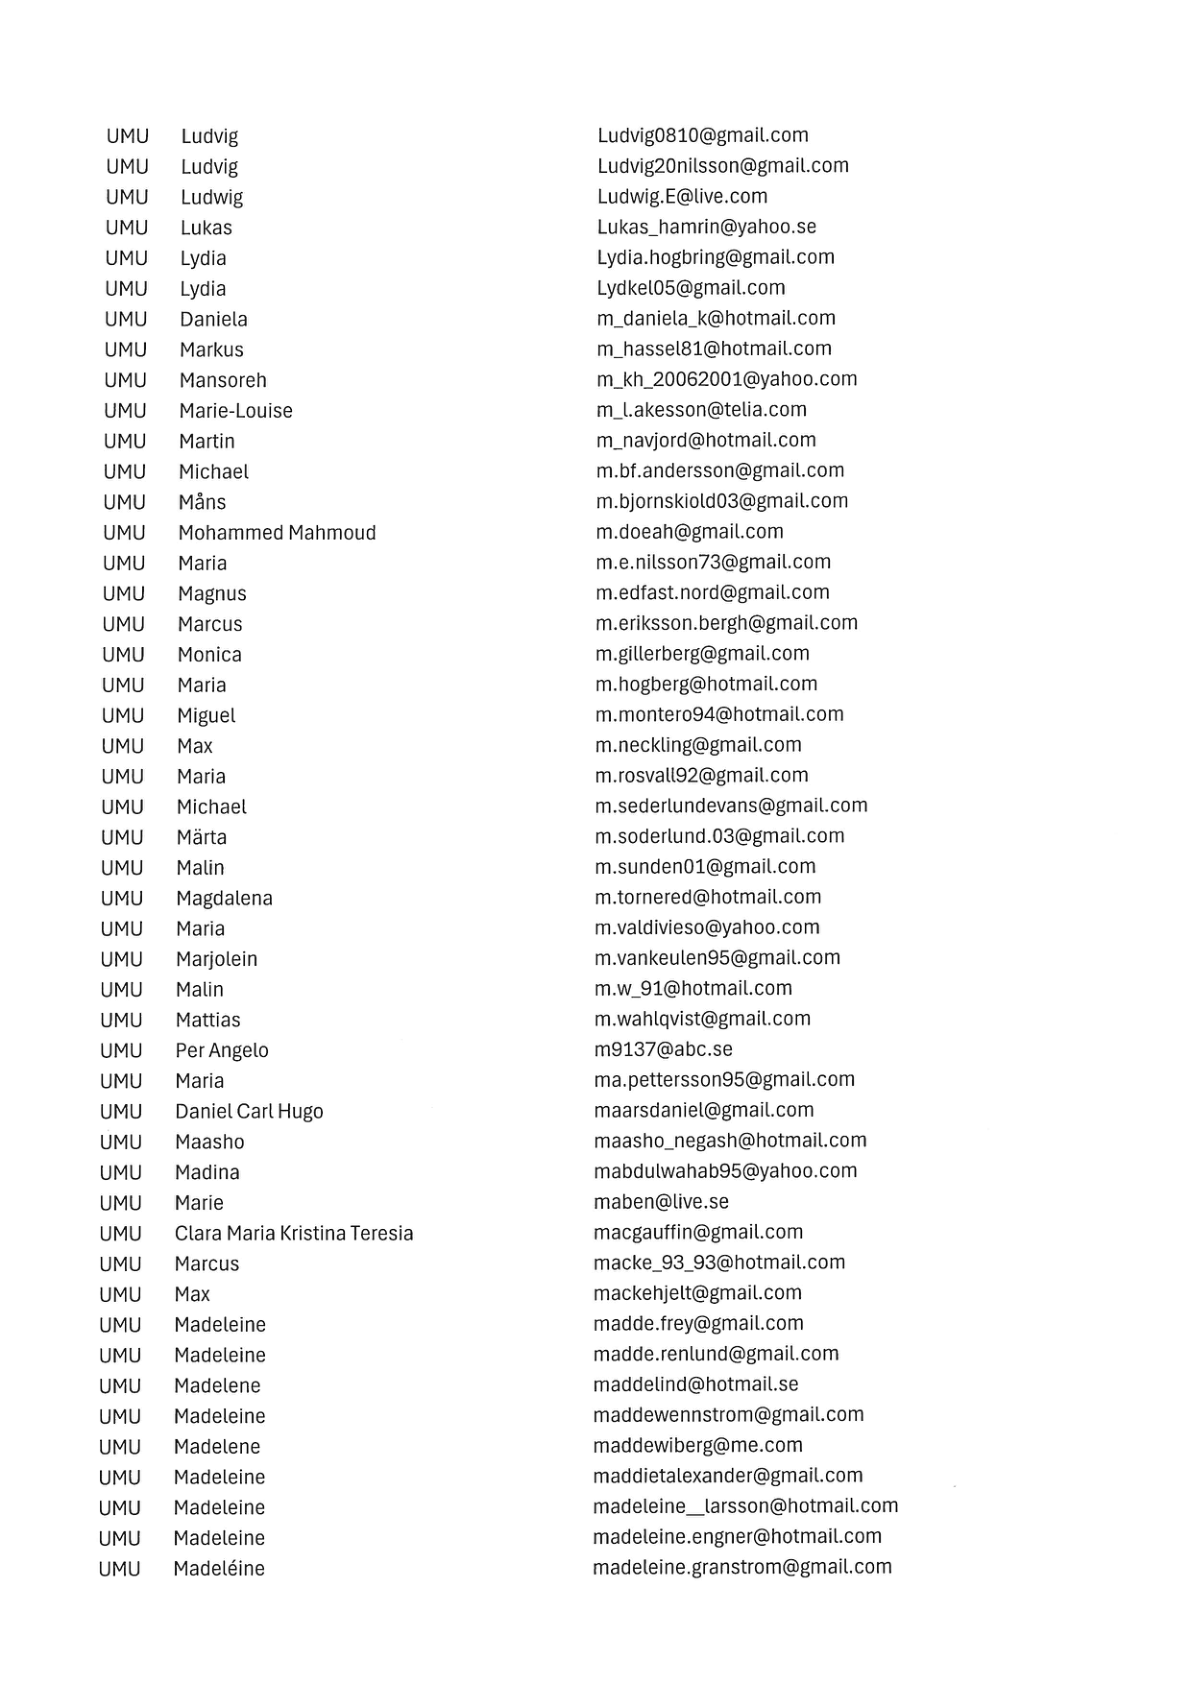 UMU Ludvig Ludvig0810@gmail.com
UMU Ludvig Ludvig20nilsson@gmail.com
UMU Ludwig Ludwig.E@live.com
UMU Lukas Lukas_hamrin@yahoo.se
UMU Lydia Lydia.hogbring@gmail.com
UMU Lydia Lydkel05@gmail.com
UMU Daniela m_daniela_k@hotmail.com
UMU Markus m_hassel81@hotmail.com
UMU Mansoreh m_kh_20062001@yahoo.com
UMU Marie-Louise m_l.akesson@telia.com
UMU Martin m_navjord@hotmail.com
UMU Michael m.bf.andersson@gmail.com
UMU Måns m.bjornskiold03@gmail.com
UMU Mohammed Mahmoud m.doeah@gmail.com
UMU Maria m.e.nilsson73@gmail.com
UMU Magnus m.edfast.nord@gmail.com
UMU Marcus m.eriksson.bergh@gmail.com
UMU Monica m.gillerberg@gmail.com
UMU Maria m.hogberg@hotmail.com
UMU Miguel m.montero94@hotmail.com
UMU Max m.neckling@gmail.com
UMU Maria m.rosvall92@gmail.com
UMU Michael m.sederlundevans@gmail.com
UMU Märta m.soderlund.03@gmail.com
UMU Malin m.sunden01@gmail.com
UMU Magdalena m.tornered@hotmail.com
UMU Maria m.valdivieso@yahoo.com
UMU Marjolein m.vankeulen95@gmail.com
UMU Malin m.w_91@hotmail.com
UMU Mattias m.wahlqvist@gmail.com
UMU Per Angelo m9137@abc.se
UMU Maria ma.pettersson95@gmail.com
UMU Daniel Carl Hugo maarsdaniel@gmail.com
UMU Maasho maasho_negash@hotmail.com
UMU Madina mabdulwahab95@yahoo.com
UMU Marie maben@live.se
UMU Clara Maria Kristina Teresia macgauffin@gmail.com
UMU Marcus macke_93_93@hotmail.com
UMU Max mackehjelt@gmail.com
UMU Madeleine madde.frey@gmail.com
UMU Madeleine madde.renlund@gmail.com
UMU Madelene maddelind@hotmail.se
UMU Madeleine maddewennstrom@gmail.com
UMU Madelene maddewiberg@me.com
UMU Madeleine maddietalexander@gmail.com
UMU Madeleine madeleine__larsson@hotmail.com
UMU Madeleine madeleine.engner@hotmail.com
UMU Madeléine madeleine.granstrom@gmail.com